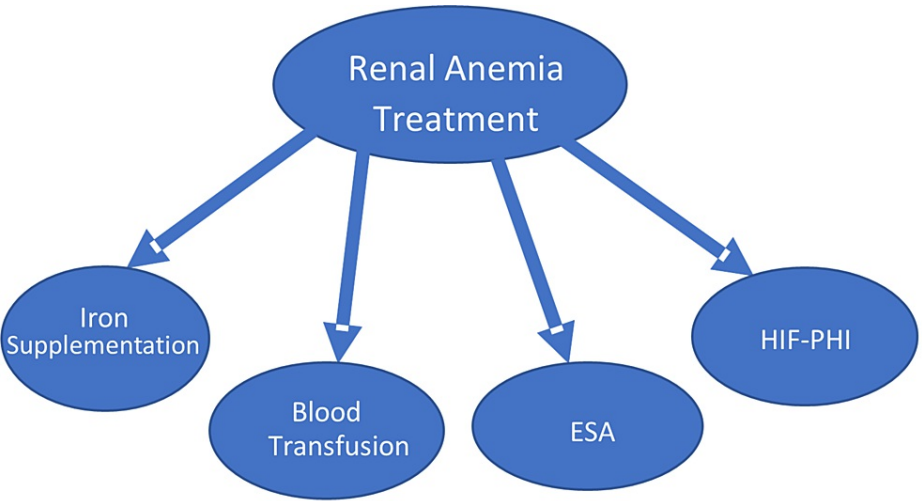 Renal Anemia
Treatment
Iron
Supplementation
Blood
Transfusion
ESA
HIF-PHI